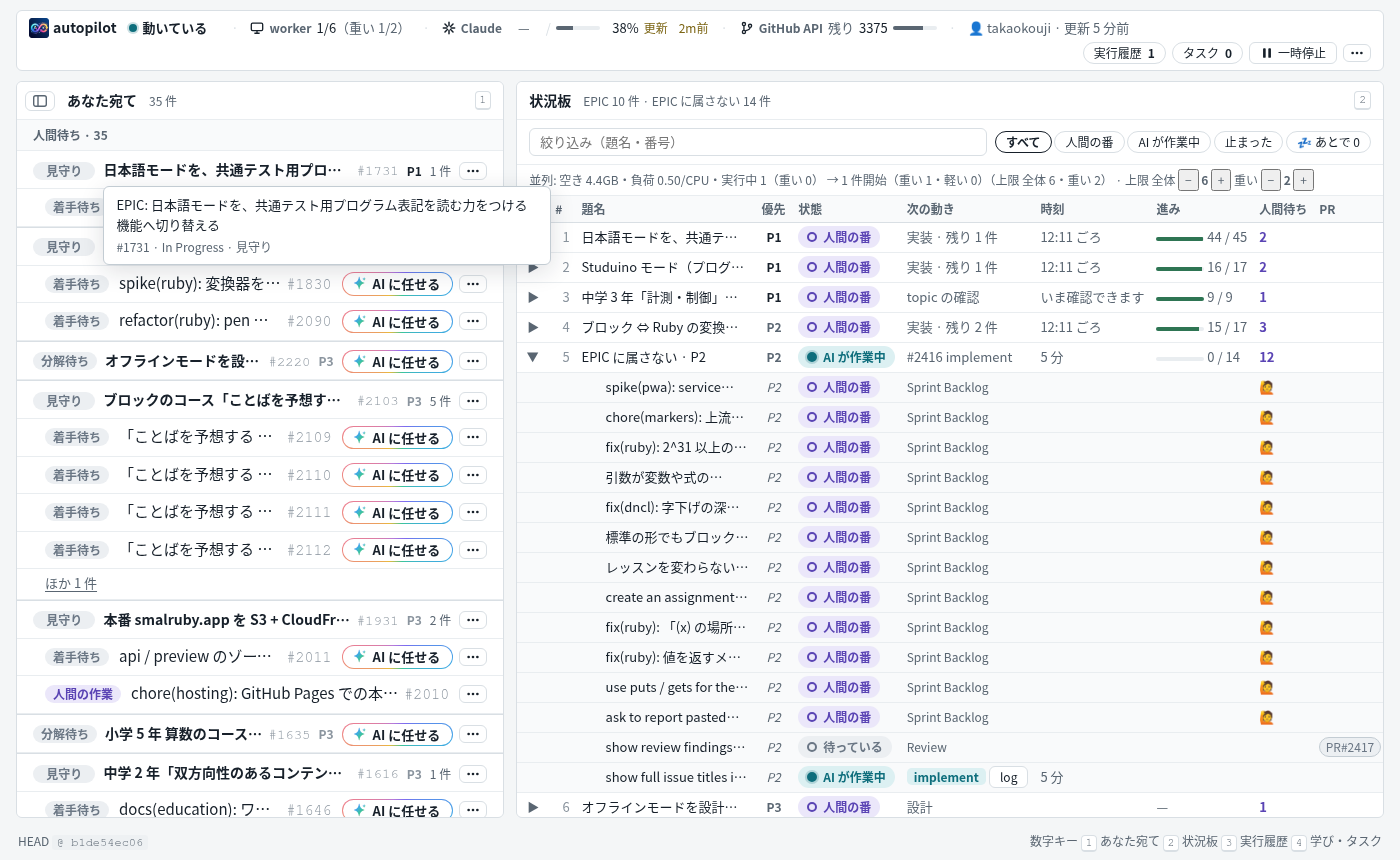 autopilot 動いている · worker 1/6（重い 1/2） · Claude — / 38% 更新 2m前 · GitHub API 残り 3375 · 👤 takaokouji · 更新 5 分前
実行履歴 1 タスク 0 一時停止 •••
あなた宛て 35 件 1
人間待ち · 35
見守り 日本語モードを、共通テスト用プロ… #1731 P1 1 件 •••
着手待ち
EPIC: 日本語モードを、共通テスト用プログラム表記を読む力をつける
機能へ切り替える
#1731 · In Progress · 見守り
見守り
着手待ち spike(ruby): 変換器を… #1830 AI に任せる •••
着手待ち refactor(ruby): pen … #2090 AI に任せる •••
分解待ち オフラインモードを設… #2220 P3 AI に任せる •••
見守り ブロックのコース「ことばを予想す… #2103 P3 5 件 •••
着手待ち 「ことばを予想する … #2109 AI に任せる •••
着手待ち 「ことばを予想する … #2110 AI に任せる •••
着手待ち 「ことばを予想する … #2111 AI に任せる •••
着手待ち 「ことばを予想する … #2112 AI に任せる •••
ほか 1 件
見守り 本番 smalruby.app を S3 + CloudFr… #1931 P3 2 件 •••
着手待ち api / preview のゾー… #2011 AI に任せる •••
人間の作業 chore(hosting): GitHub Pages での本… #2010 •••
分解待ち 小学 5 年 算数のコース… #1635 P3 AI に任せる •••
見守り 中学 2 年「双方向性のあるコンテン… #1616 P3 1 件 •••
着手待ち docs(education): ワ… #1646 AI に任せる •••
状況板 EPIC 10 件 · EPIC に属さない 14 件 2
絞り込み（題名・番号） すべて 人間の番 AI が作業中 止まった 💤 あとで 0
並列: 空き 4.4GB・負荷 0.50/CPU・実行中 1（重い 0） → 1 件開始（重い 1・軽い 0）（上限 全体 6・重い 2） · 上限 全体 − 6 + 重い − 2 +
# 題名 優先 状態 次の動き 時刻 進み 人間待ち PR
1 日本語モードを、共通テ… P1 人間の番 実装 · 残り 1 件 12:11 ごろ 44 / 45 2
▶ 2 Studuino モード（ブログ… P1 人間の番 実装 · 残り 1 件 12:11 ごろ 16 / 17 2
▶ 3 中学 3 年「計測・制御」… P1 人間の番 topic の確認 いま確認できます 9 / 9 1
▶ 4 ブロック ⇔ Ruby の変換… P2 人間の番 実装 · 残り 2 件 12:11 ごろ 15 / 17 3
▼ 5 EPIC に属さない · P2 P2 AI が作業中 #2416 implement 5 分 0 / 14 12
spike(pwa): service… P2 人間の番 Sprint Backlog 🙋
chore(markers): 上流… P2 人間の番 Sprint Backlog 🙋
fix(ruby): 2^31 以上の… P2 人間の番 Sprint Backlog 🙋
引数が変数や式の… P2 人間の番 Sprint Backlog 🙋
fix(dncl): 字下げの深… P2 人間の番 Sprint Backlog 🙋
標準の形でもブロック… P2 人間の番 Sprint Backlog 🙋
レッスンを変わらない… P2 人間の番 Sprint Backlog 🙋
create an assignment… P2 人間の番 Sprint Backlog 🙋
fix(ruby): 「(x) の場所… P2 人間の番 Sprint Backlog 🙋
fix(ruby): 値を返すメ… P2 人間の番 Sprint Backlog 🙋
use puts / gets for the… P2 人間の番 Sprint Backlog 🙋
ask to report pasted… P2 人間の番 Sprint Backlog 🙋
show review findings… P2 待っている Review PR#2417
show full issue titles i… P2 AI が作業中 implement log 5 分
▶ 6 オフラインモードを設計… P3 人間の番 設計 — 1
HEAD @ b1de54ec06
数字キー 1 あなた宛て 2 状況板 3 実行履歴 4 学び・タスク